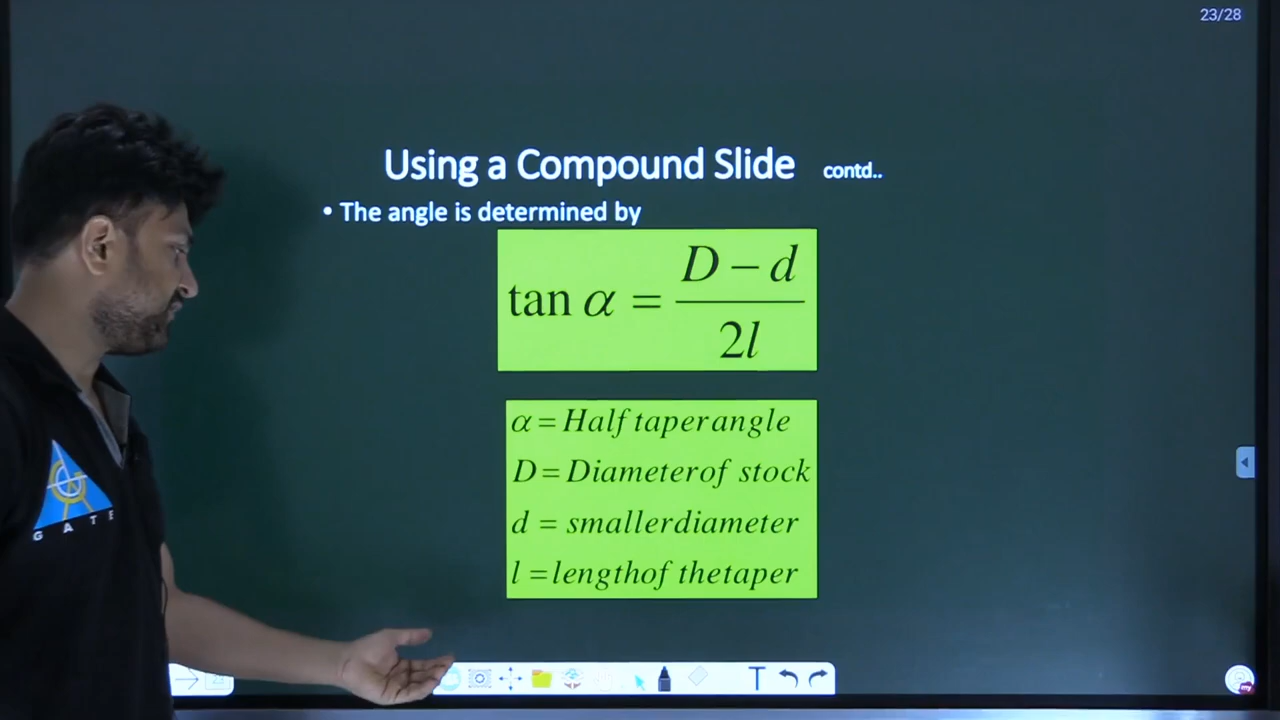 23/28
Using a Compound Slide contd..
• The angle is determined by
tan α = D – d / 2l
α = Half taperangle
D = Diameterof stock
d = smallerdiameter
l = lengthof thetaper
GATE
T